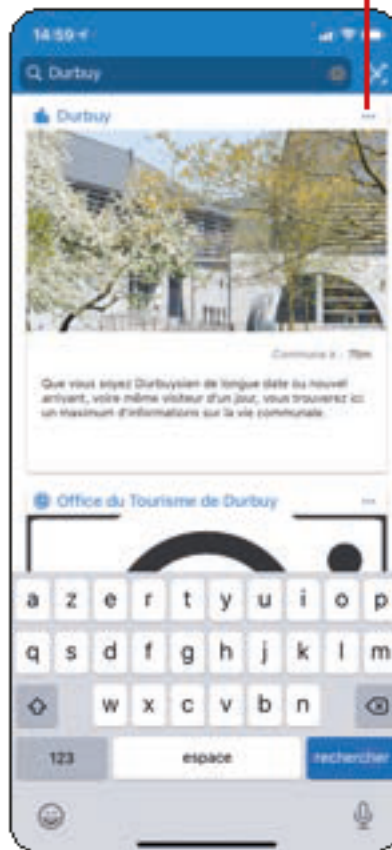 14:59
Durbuy
Durbuy
Commune à - 75m
Que vous soyez Durbuysien de longue date ou nouvel
arrivant, voire même visiteur d'un jour, vous trouverez ici
un maximum d'informations sur la vie communale.
Office du Tourisme de Durbuy
a z e r t y u i o p
q s d f g h j k l m
w x c v b n
123 espace rechercher